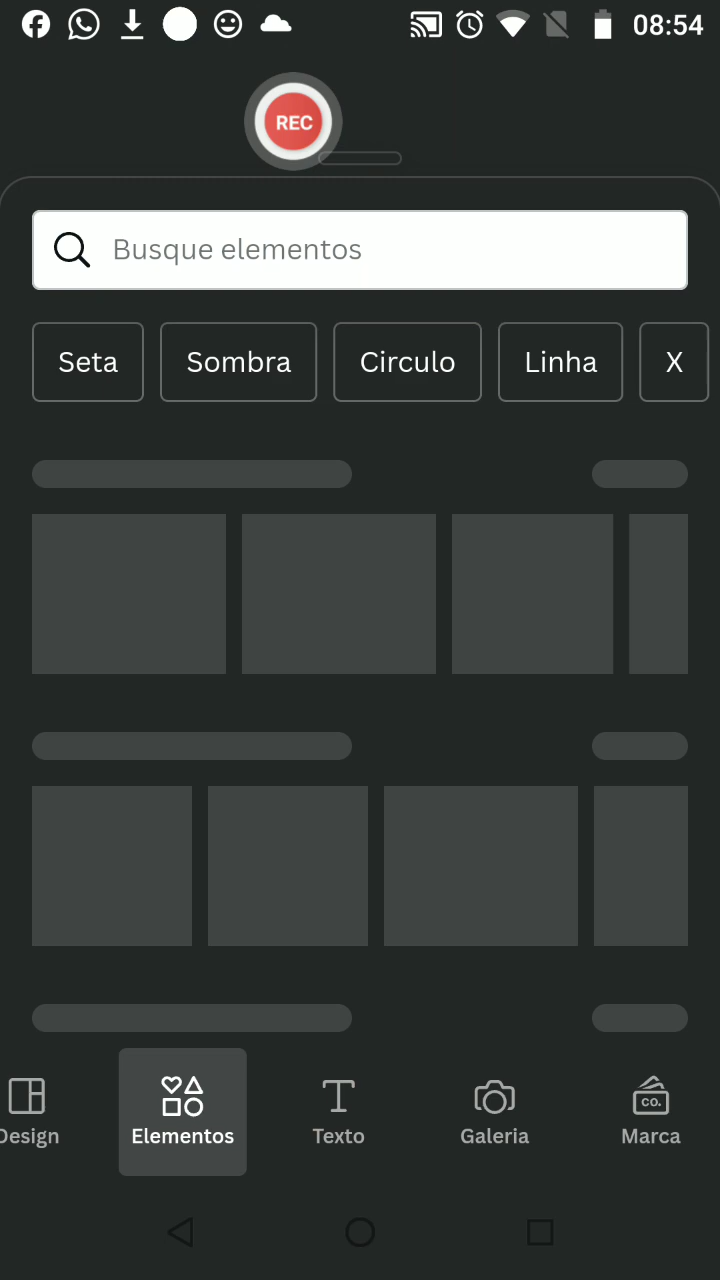 08:54
REC
Busque elementos
Seta Sombra Circulo Linha X
CO.
Design Elementos Texto Galeria Marca